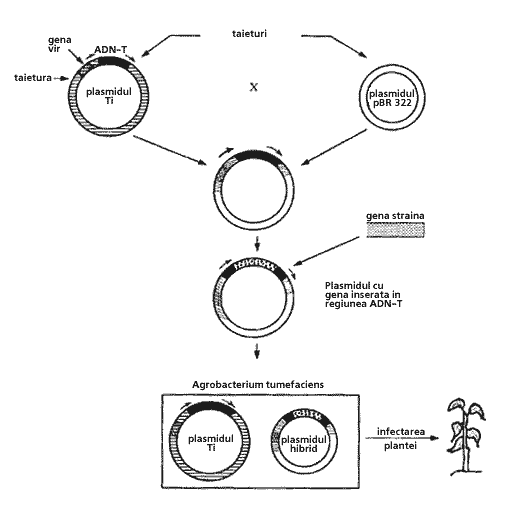 taieturi
gena
vir
ADN-T
taietura
plasmidul
Ti
X
plasmidul
pBR 322
gena straina
Plasmidul cu
gena inserata in
regiunea ADN-T
Agrobacterium tumefaciens
plasmidul
Ti
plasmidul
hibrid
infectarea
plantei